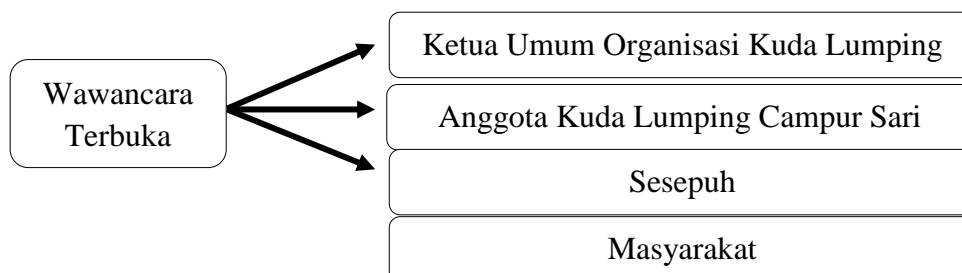 Wawancara
Terbuka
Ketua Umum Organisasi Kuda Lumping
Anggota Kuda Lumping Campur Sari
Sesepuh
Masyarakat